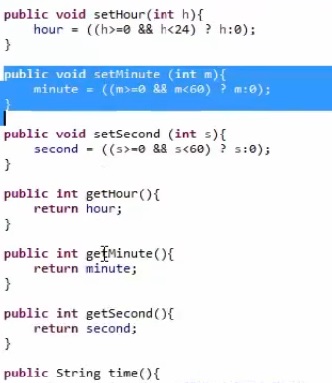 public void setHour(int h){
hour = ((h>=0 && h<24) ? h:0);
}
public void setMinute (int m){
minute = ((m>=0 && m<60) ? m:0);
}
public void setSecond (int s){
second = ((s>=0 && s<60) ? s:0);
}
public int getHour(){
return hour;
}
public int getMinute(){
return minute;
}
public int getSecond(){
return second;
}
public String time(){